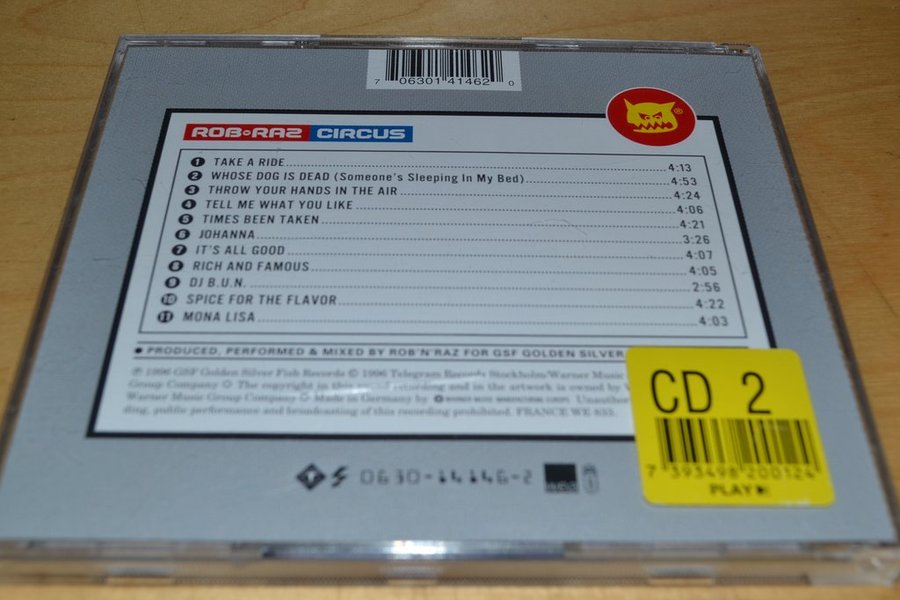 7 06301 41462 0
ROB•RAZ CIRCUS
®
1 TAKE A RIDE 4:13
2 WHOSE DOG IS DEAD (Someone's Sleeping In My Bed) 4:53
3 THROW YOUR HANDS IN THE AIR 4:24
4 TELL ME WHAT YOU LIKE 4:06
5 TIMES BEEN TAKEN 4:21
6 JOHANNA 3:26
7 IT'S ALL GOOD 4:07
8 RICH AND FAMOUS 4:05
9 DJ B.U.N. 2:56
10 SPICE FOR THE FLAVOR 4:22
11 MONA LISA 4:03
● PRODUCED, PERFORMED & MIXED BY ROB'N'RAZ FOR GSF GOLDEN SILVER
℗ 1996 GSF Golden Silver Fish Records © 1996 Telegram Records Stockholm/Warner Music
Group Company The copyright in this sound recording and in the artwork is owned by
Warner Music Group Company Made in Germany by WARNER MUSIC MANUFACTURING EUROPE Unauthor
ding, public performance and broadcasting of this recording prohibited. FRANCE WE 833.
CD 2
7 393498 200124
PLAY
0630-14146-2